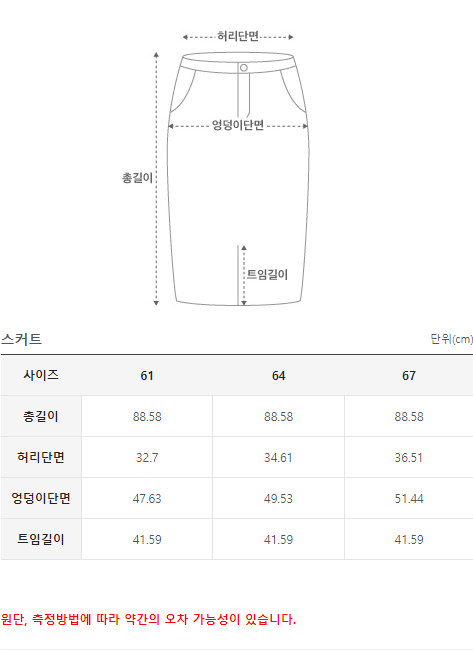 허리단면
엉덩이단면
총길이
트임길이
스커트 단위(cm)
사이즈 61 64 67
총길이 88.58 88.58 88.58
허리단면 32.7 34.61 36.51
엉덩이단면 47.63 49.53 51.44
트임길이 41.59 41.59 41.59
원단, 측정방법에 따라 약간의 오차 가능성이 있습니다.